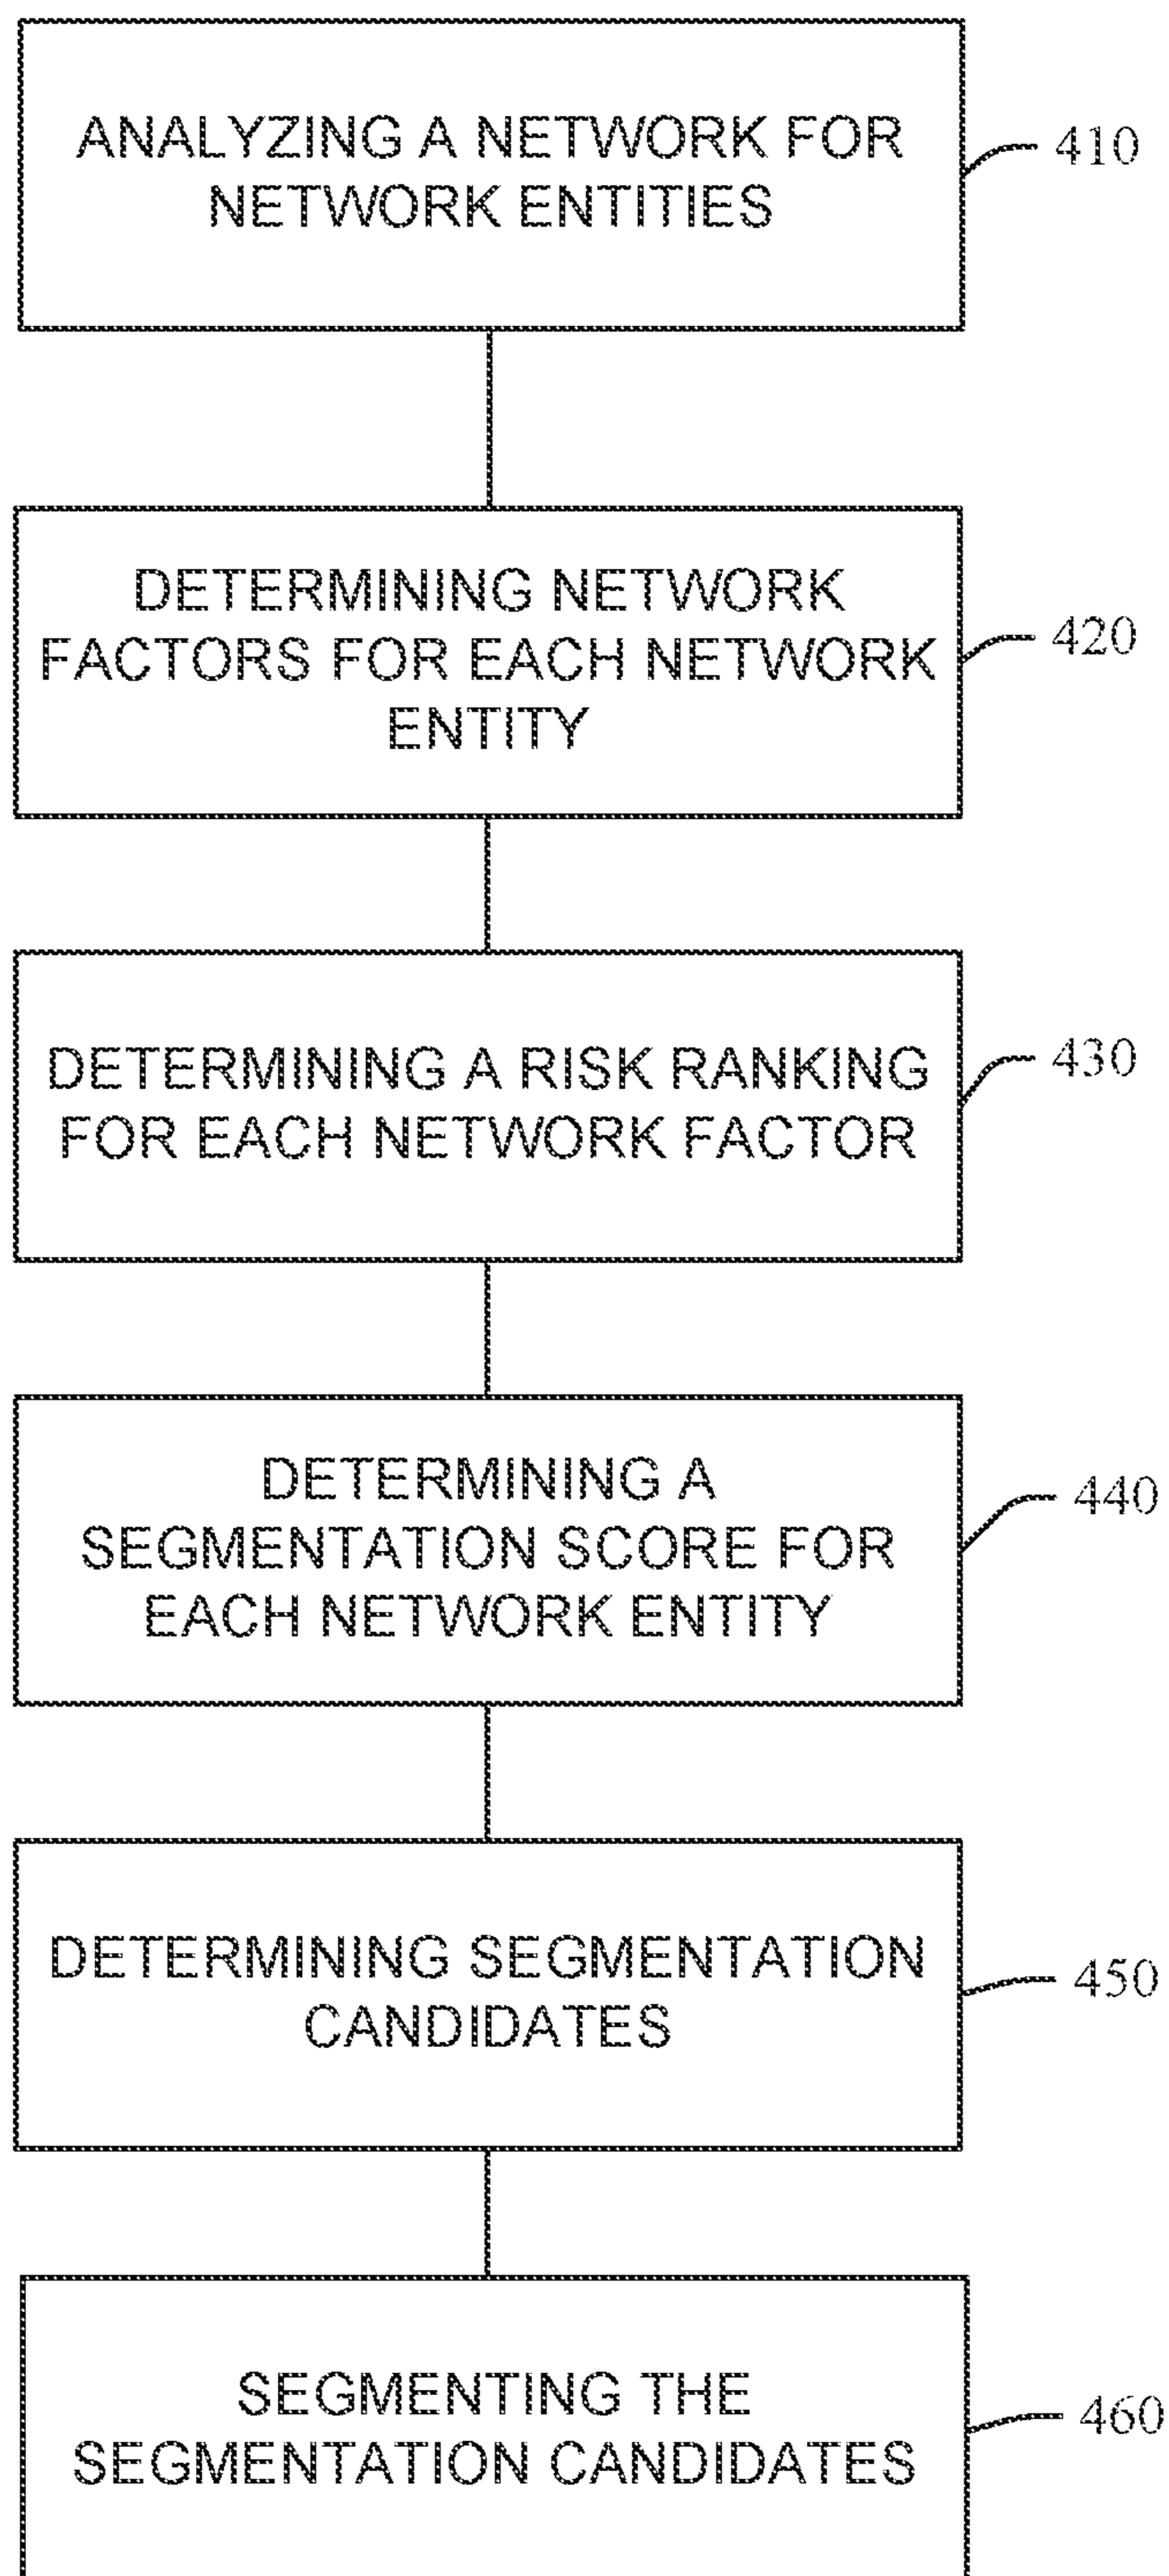 ANALYZING A NETWORK FOR
NETWORK ENTITIES
410
DETERMINING NETWORK
FACTORS FOR EACH NETWORK
ENTITY
420
DETERMINING A RISK RANKING
FOR EACH NETWORK FACTOR
430
DETERMINING A
SEGMENTATION SCORE FOR
EACH NETWORK ENTITY
440
DETERMINING SEGMENTATION
CANDIDATES
450
SEGMENTING THE
SEGMENTATION CANDIDATES
460